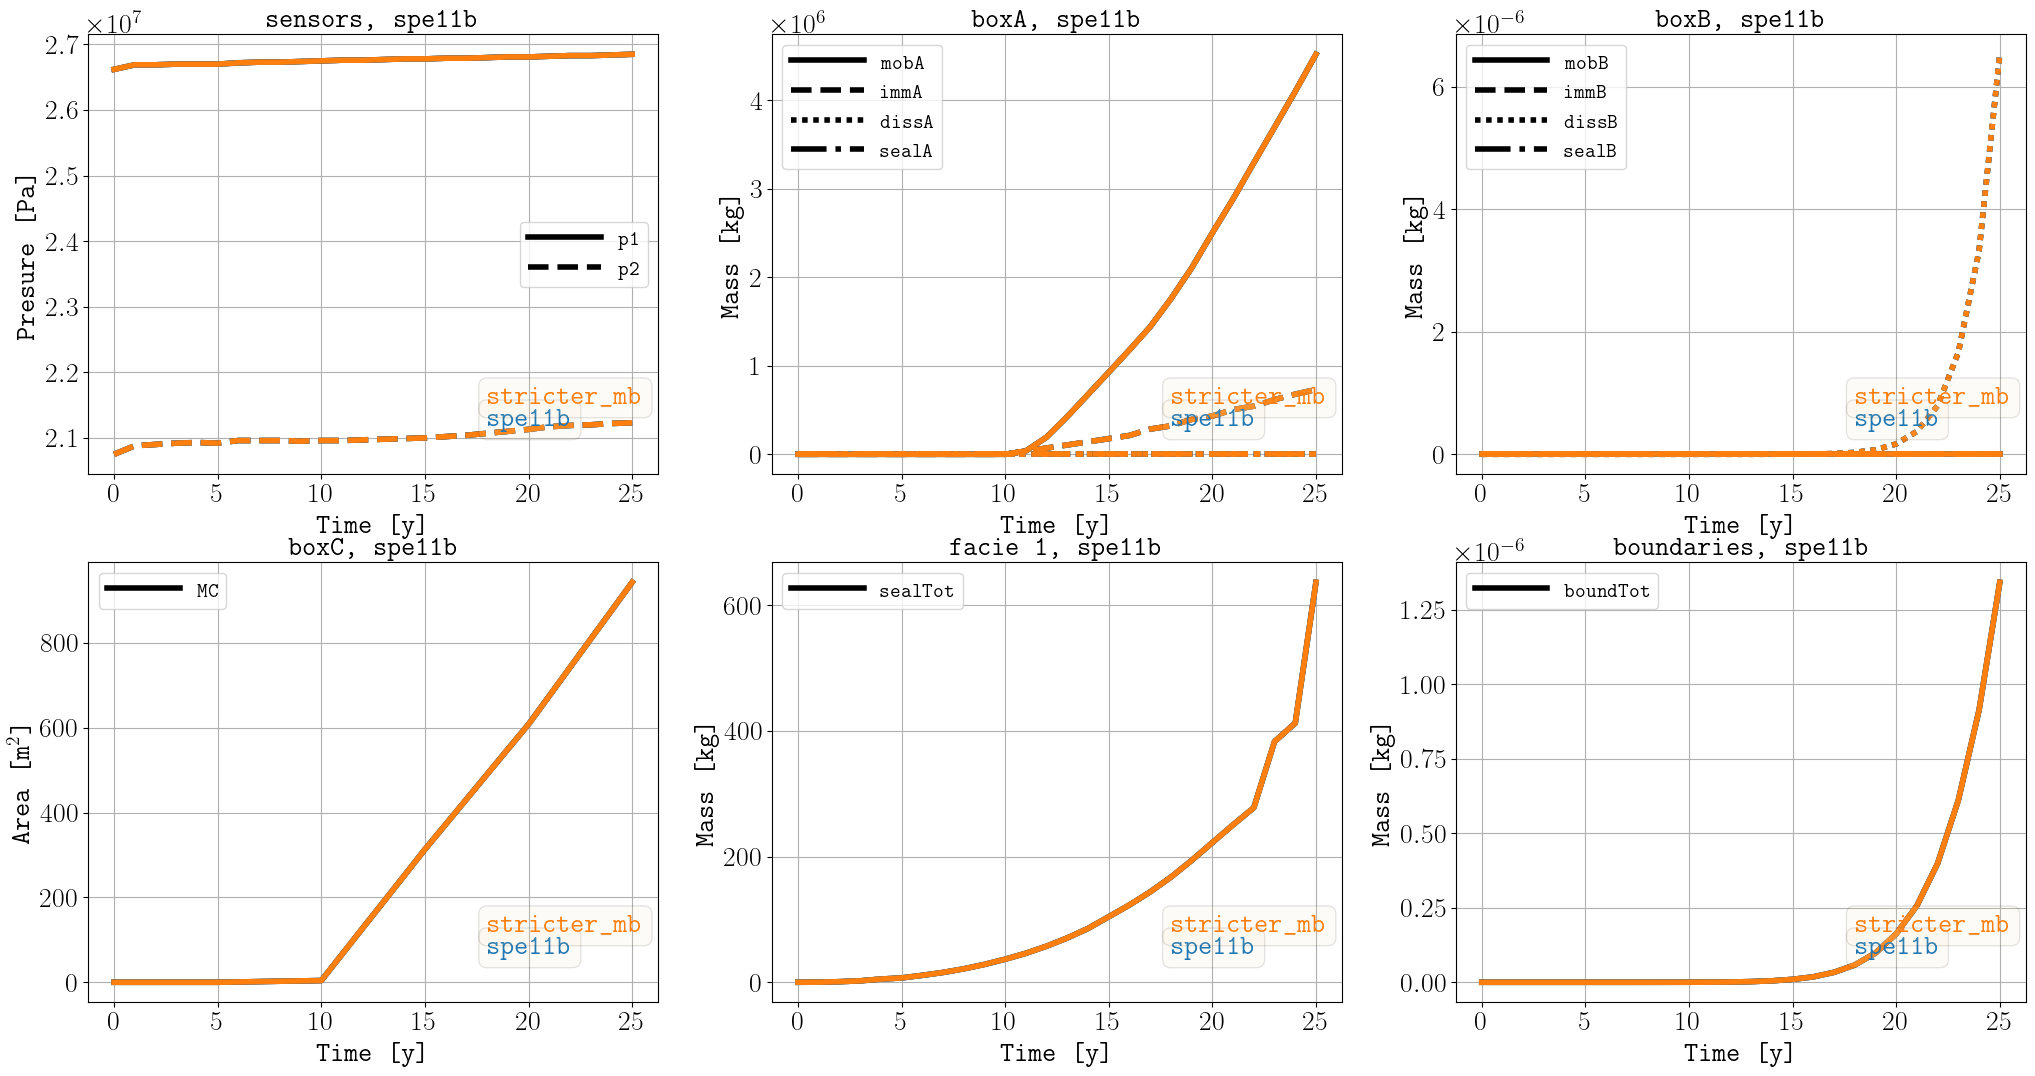 ×10⁷
sensors, spe11b
2.7
2.6
2.5
2.4
2.3
2.2
2.1
Presure [Pa]
p1
p2
stricter_mb
spe11b
0 5 10 15 20 25
Time [y]
×10⁶
boxA, spe11b
mobA
immA
dissA
sealA
4
3
2
1
0
Mass [kg]
stricter_mb
spe11b
0 5 10 15 20 25
Time [y]
×10⁻⁶
boxB, spe11b
mobB
immB
dissB
sealB
6
4
2
0
Mass [kg]
stricter_mb
spe11b
0 5 10 15 20 25
Time [y]
boxC, spe11b
MC
800
600
400
200
0
Area [m²]
stricter_mb
spe11b
0 5 10 15 20 25
Time [y]
facie 1, spe11b
sealTot
600
400
200
0
Mass [kg]
stricter_mb
spe11b
0 5 10 15 20 25
Time [y]
×10⁻⁶
boundaries, spe11b
boundTot
1.25
1.00
0.75
0.50
0.25
0.00
Mass [kg]
stricter_mb
spe11b
0 5 10 15 20 25
Time [y]